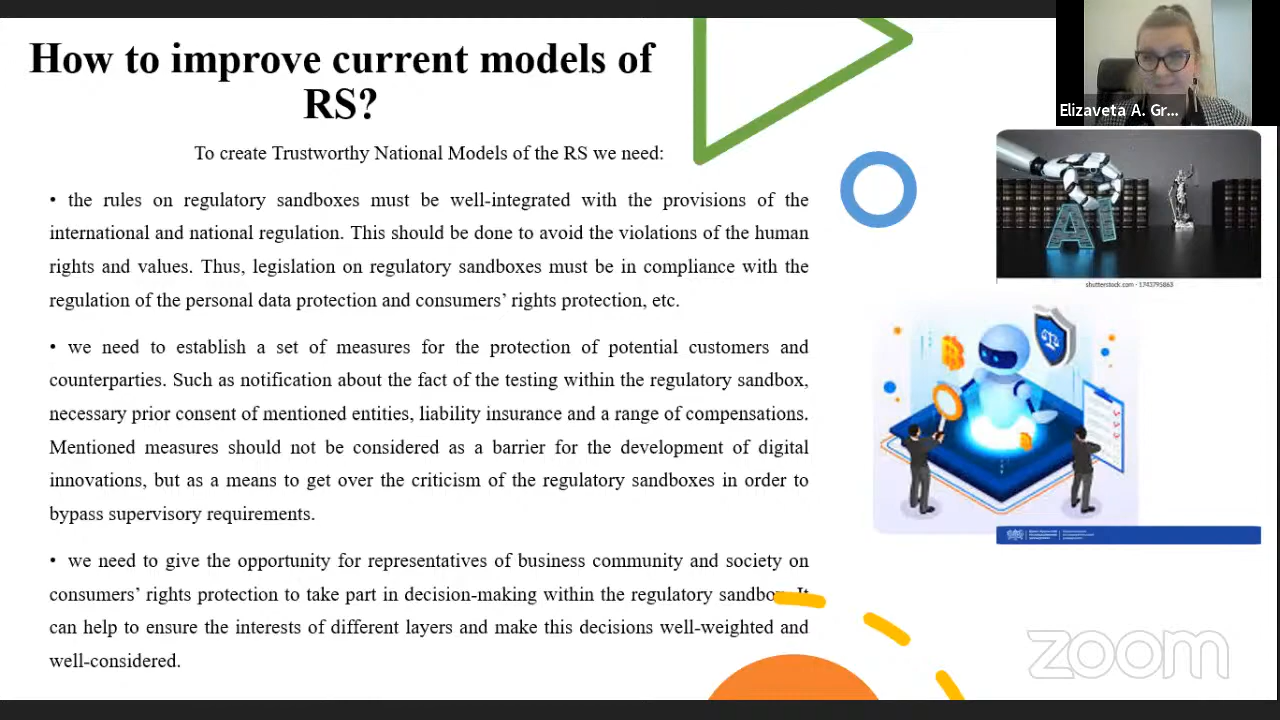 How to improve current models of
RS?
To create Trustworthy National Models of the RS we need:
• the rules on regulatory sandboxes must be well-integrated with the provisions of the
international and national regulation. This should be done to avoid the violations of the human
rights and values. Thus, legislation on regulatory sandboxes must be in compliance with the
regulation of the personal data protection and consumers’ rights protection, etc.
• we need to establish a set of measures for the protection of potential customers and
counterparties. Such as notification about the fact of the testing within the regulatory sandbox,
necessary prior consent of mentioned entities, liability insurance and a range of compensations.
Mentioned measures should not be considered as a barrier for the development of digital
innovations, but as a means to get over the criticism of the regulatory sandboxes in order to
bypass supervisory requirements.
• we need to give the opportunity for representatives of business community and society on
consumers’ rights protection to take part in decision-making within the regulatory sandbox. It
can help to ensure the interests of different layers and make this decisions well-weighted and
well-considered.
Elizaveta A. Gr...
AI
shutterstock.com · 1743795863
zoom